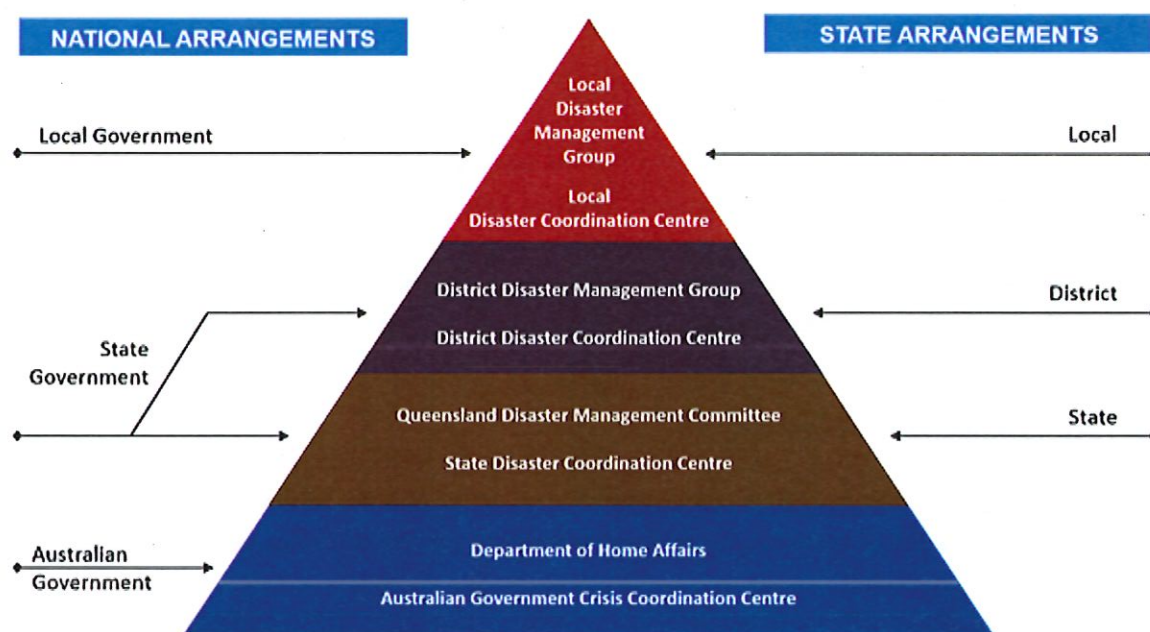 NATIONAL ARRANGEMENTS
STATE ARRANGEMENTS
Local
Disaster
Management
Group
Local Government
Local
Local
Disaster Coordination Centre
District Disaster Management Group
District
District Disaster Coordination Centre
State
Government
Queensland Disaster Management Committee
State
State Disaster Coordination Centre
Department of Home Affairs
Australian
Government
Australian Government Crisis Coordination Centre